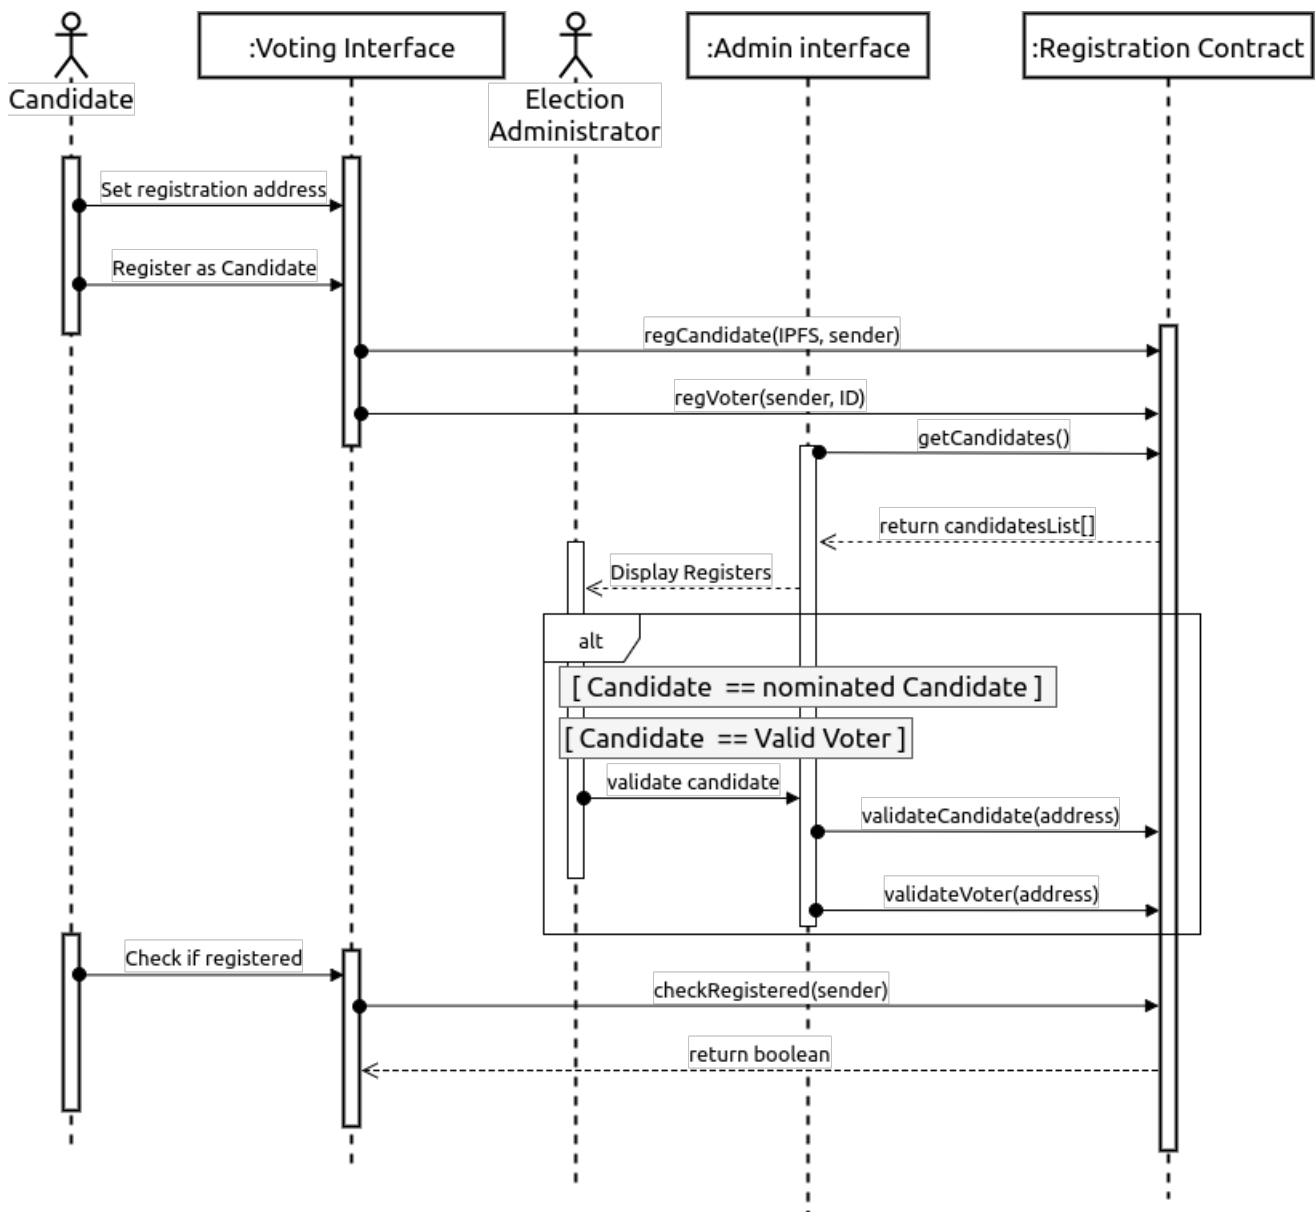 :Voting Interface
:Admin interface
:Registration Contract
Candidate
Election
Administrator
Set registration address
Register as Candidate
regCandidate(IPFS, sender)
regVoter(sender, ID)
getCandidates()
return candidatesList[]
Display Registers
alt
[ Candidate == nominated Candidate ]
[ Candidate == Valid Voter ]
validate candidate
validateCandidate(address)
validateVoter(address)
Check if registered
checkRegistered(sender)
return boolean